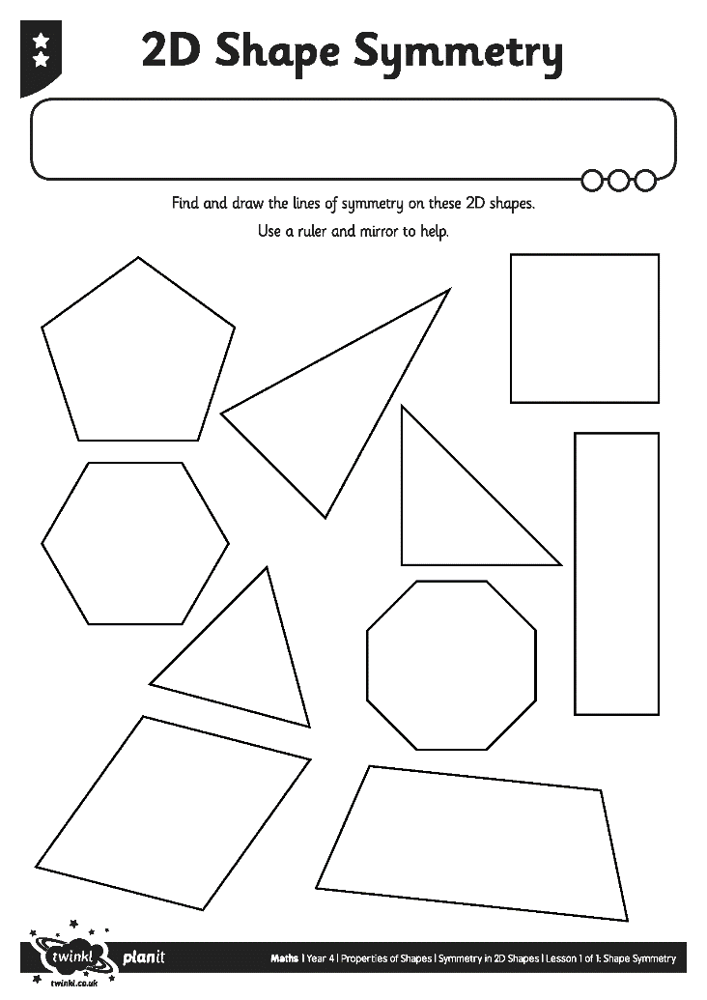 2D Shape Symmetry
Find and draw the lines of symmetry on these 2D shapes.
Use a ruler and mirror to help.
twinkl
planit
twinkl.co.uk
Maths | Year 4 | Properties of Shapes | Symmetry in 2D Shapes | Lesson 1 of 1: Shape Symmetry